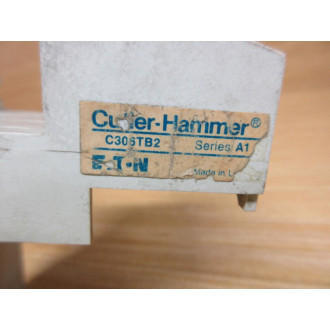 Cutler-Hammer®
C306TB2 Series A1
E·T·N
Made in U